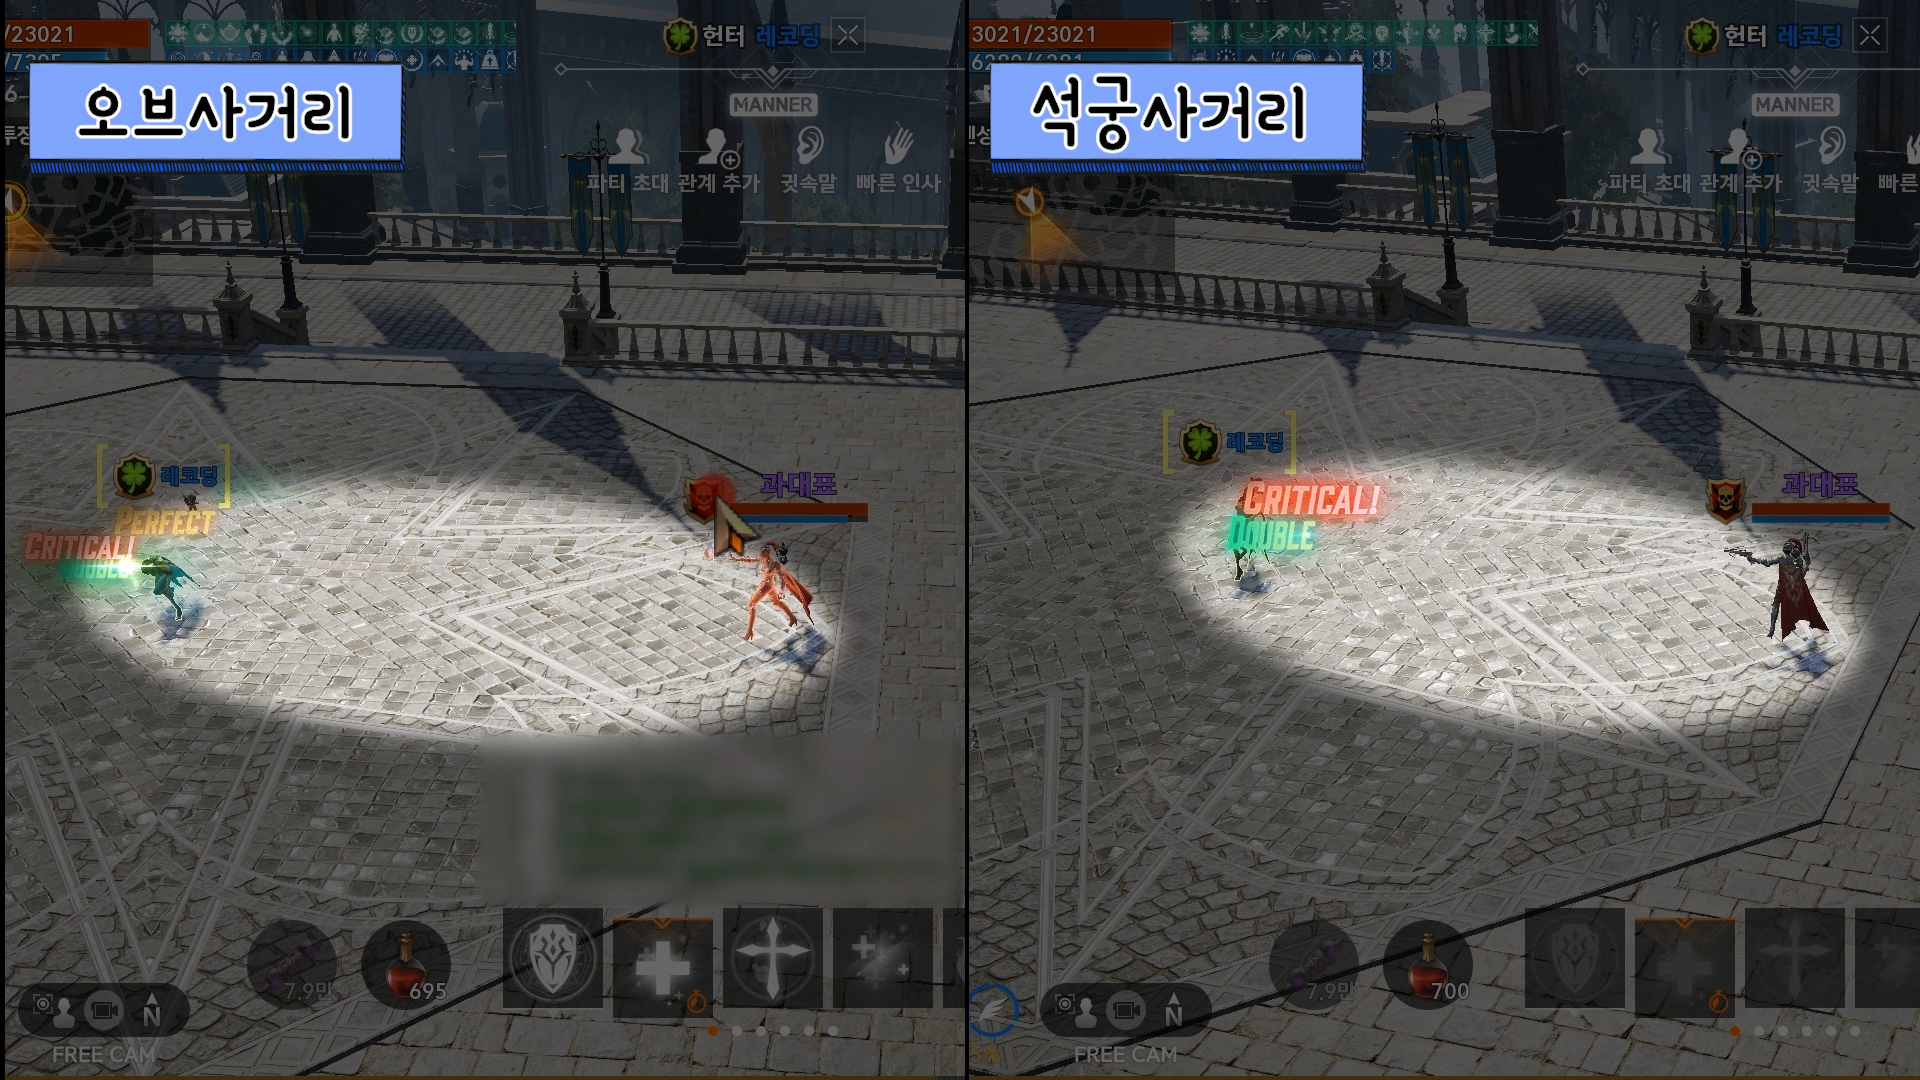 /23021
헌터 레코딩
오브사거리
MANNER
파티 초대 관계 추가 귓속말 빠른 인사
레코딩
PERFECT
CRITICAL!
DOUBLE
과대표
7.9만
695
N
FREE CAM
3021/23021
헌터 레코딩
석궁사거리
MANNER
파티 초대 관계 추가 귓속말 빠른
레코딩
CRITICAL!
DOUBLE
과대표
7.9만
700
N
FREE CAM